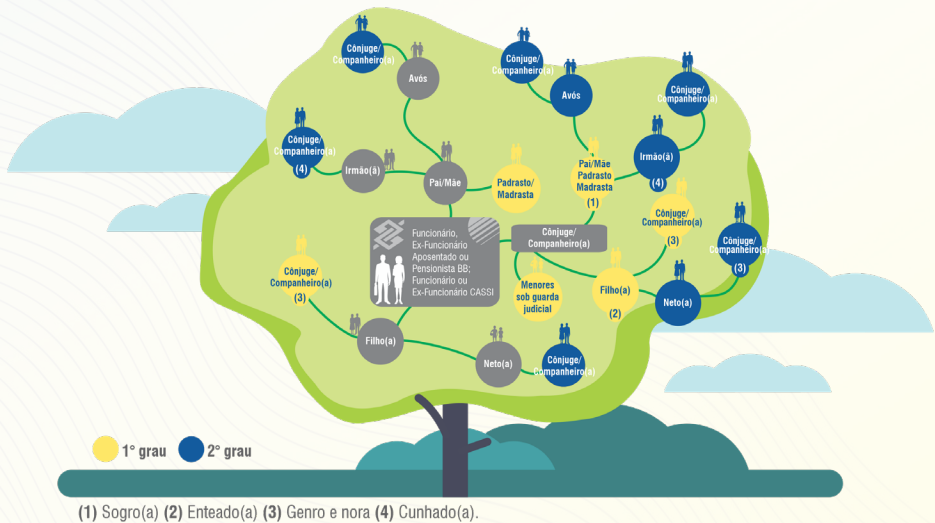 Cônjuge/
Companheiro(a)
Avós
Cônjuge/
Companheiro(a)
Avós
Cônjuge/
Companheiro(a)
Cônjuge/
Companheiro(a)
(4)
Irmão(ã)
Pai/Mãe
Padrasto/
Madrasta
Pai/Mãe
Padrasto
Madrasta
(1)
Irmão(ã)
(4)
Cônjuge/
Companheiro(a)
(3)
Funcionário,
Ex-Funcionário
Aposentado ou
Pensionista BB;
Funcionário ou
Ex-Funcionário CASSI
Cônjuge/
Companheiro(a)
Cônjuge/
Companheiro(a)
(3)
Cônjuge/
Companheiro(a)
(3)
Menores
sob guarda
judicial
Filho(a)
(2)
Neto(a)
Filho(a)
Neto(a)
Cônjuge/
Companheiro(a)
1° grau
2° grau
(1) Sogro(a) (2) Enteado(a) (3) Genro e nora (4) Cunhado(a).